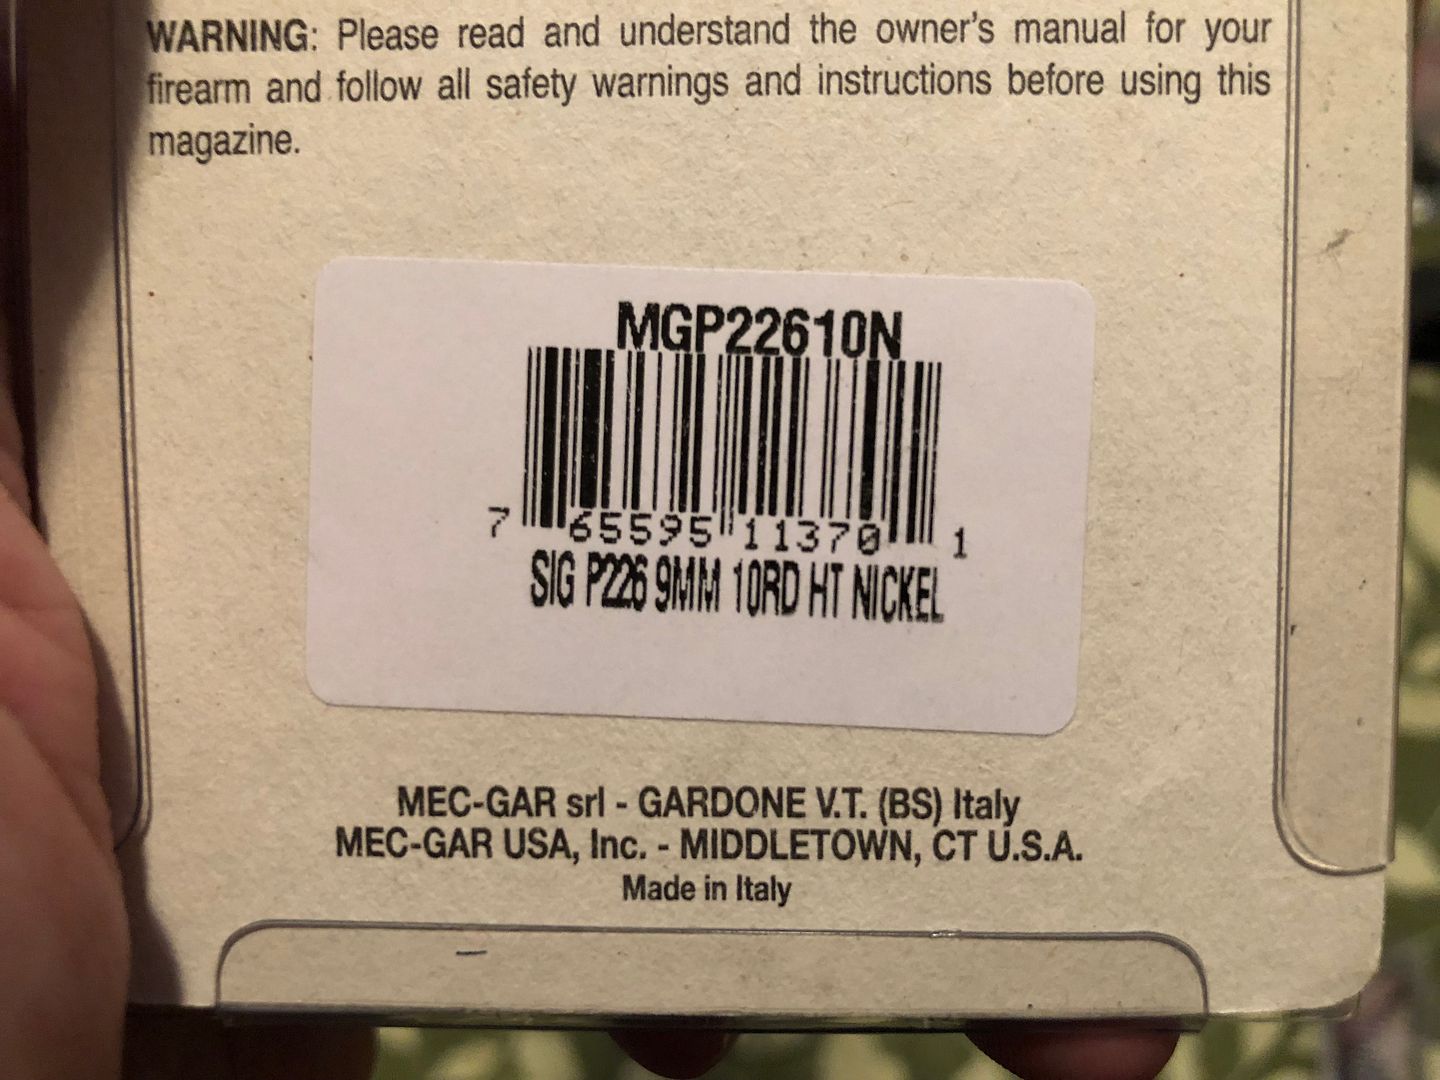 WARNING: Please read and understand the owner's manual for your
firearm and follow all safety warnings and instructions before using this
magazine.
MGP22610N
7 65595 11370 1
SIG P226 9MM 10RD HT NICKEL
MEC-GAR srl - GARDONE V.T. (BS) Italy
MEC-GAR USA, Inc. - MIDDLETOWN, CT U.S.A.
Made in Italy